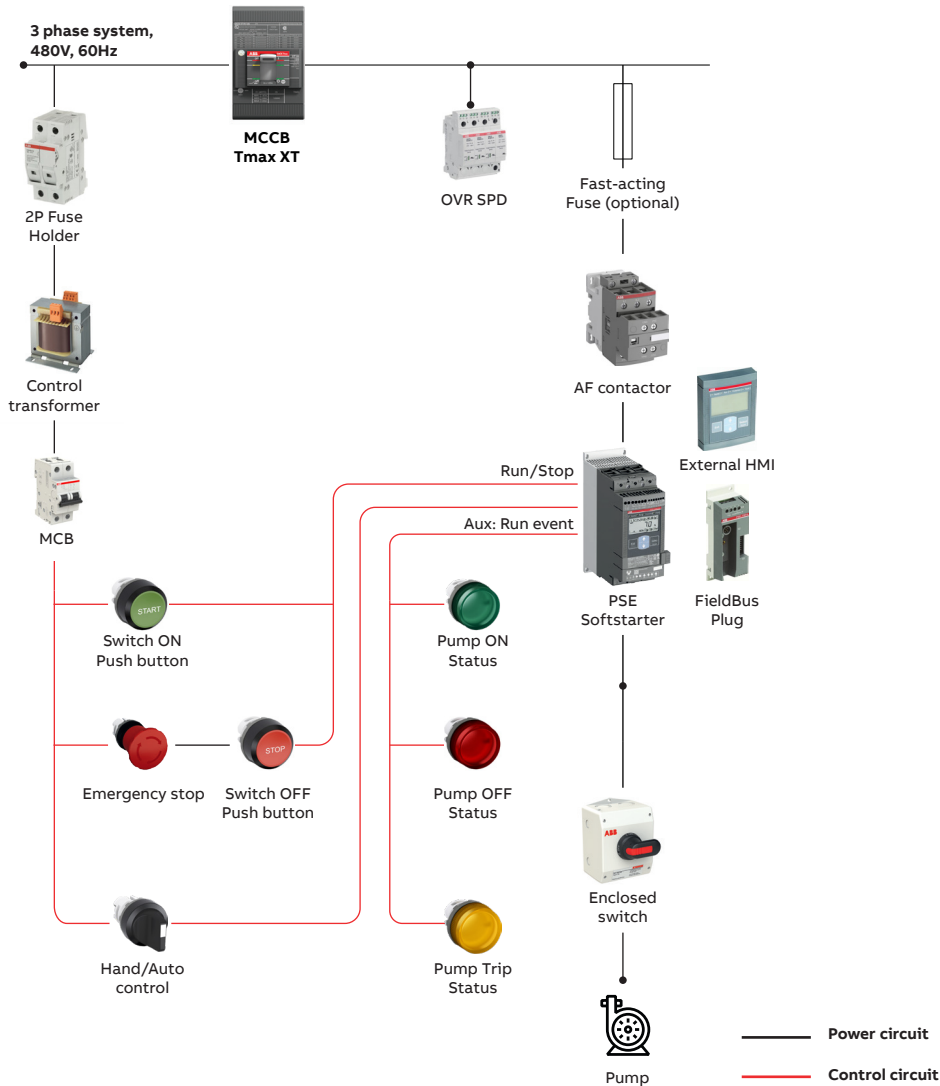 3 phase system,
480V, 60Hz
ABB
MCCB
Tmax XT
OVR SPD
Fast-acting
Fuse (optional)
2P Fuse
Holder
Control
transformer
AF contactor
External HMI
MCB
Run/Stop
Aux: Run event
PSE
Softstarter
FieldBus
Plug
START
Switch ON
Push button
Pump ON
Status
STOP
Emergency stop
Switch OFF
Push button
Pump OFF
Status
ABB
Enclosed
switch
Hand/Auto
control
Pump Trip
Status
Pump
Power circuit
Control circuit